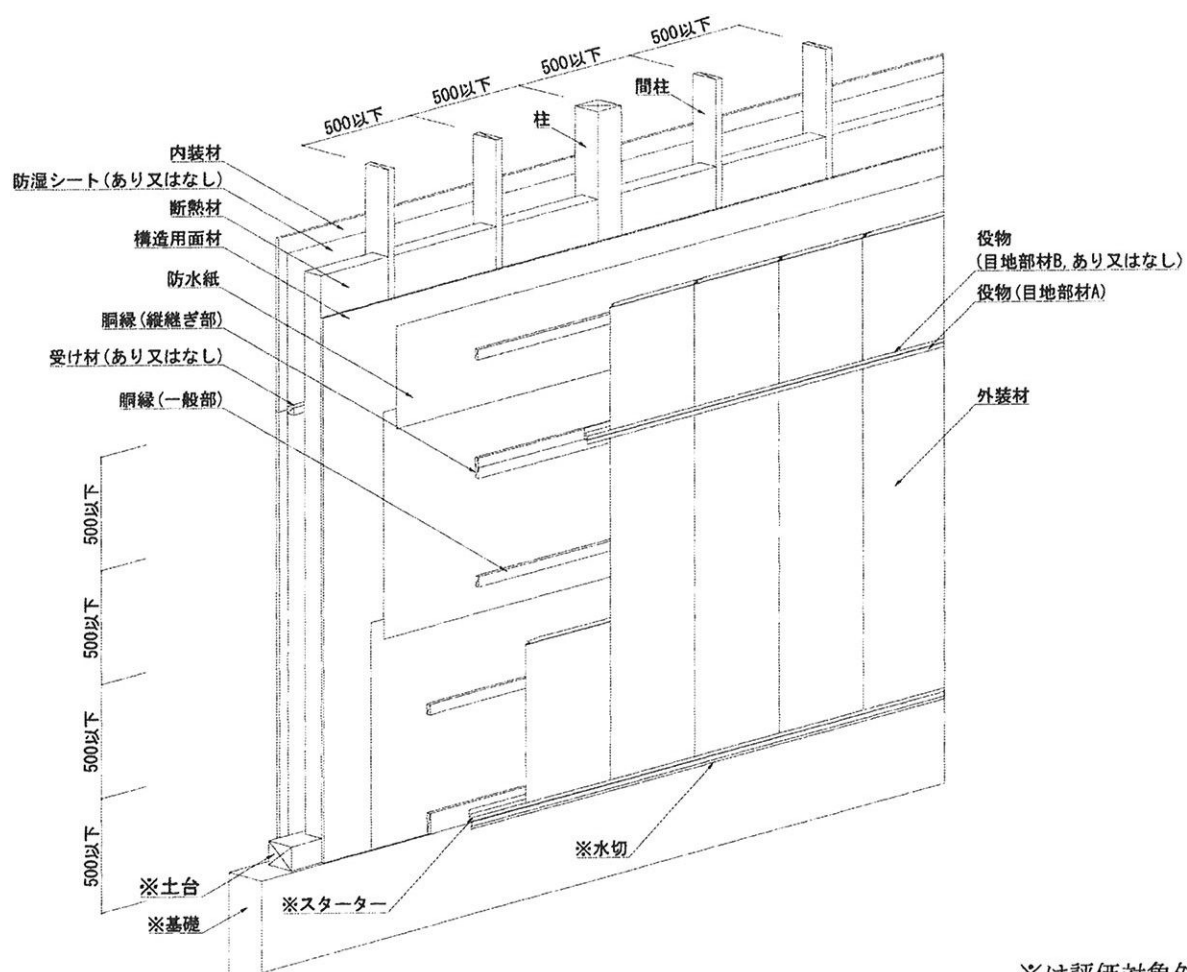 500以下
500以下
500以下
500以下
間柱
柱
内装材
防湿シート(あり又はなし)
断熱材
構造用面材
防水紙
胴縁(縦継ぎ部)
受け材(あり又はなし)
胴縁(一般部)
役物
(目地部材B,あり又はなし)
役物(目地部材A)
外装材
500以下
500以下
500以下
500以下
※水切
※土台
※スターター
※基礎
※は評価対象外